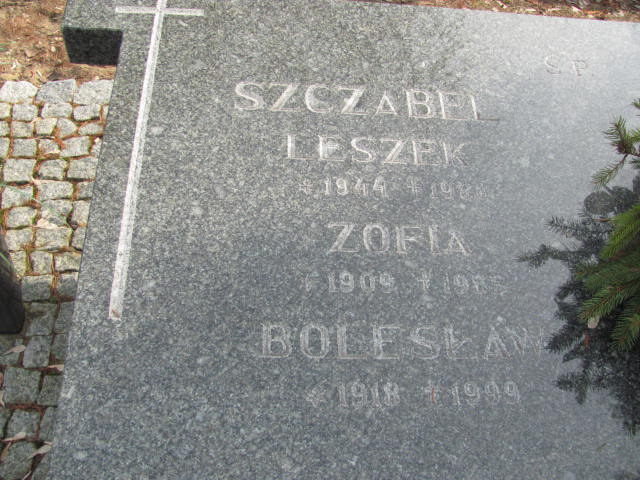 Ś.P.
SZCZABEL
LESZEK
* 1944 †
ZOFIA
* 1909 †
BOLESŁAW
* 1918 † 1999